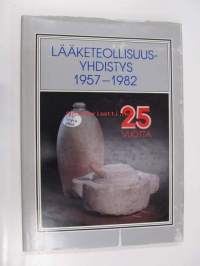 LÄÄKETEOLLISUUS-
YHDISTYS
1957–1982
25
VUOTTA